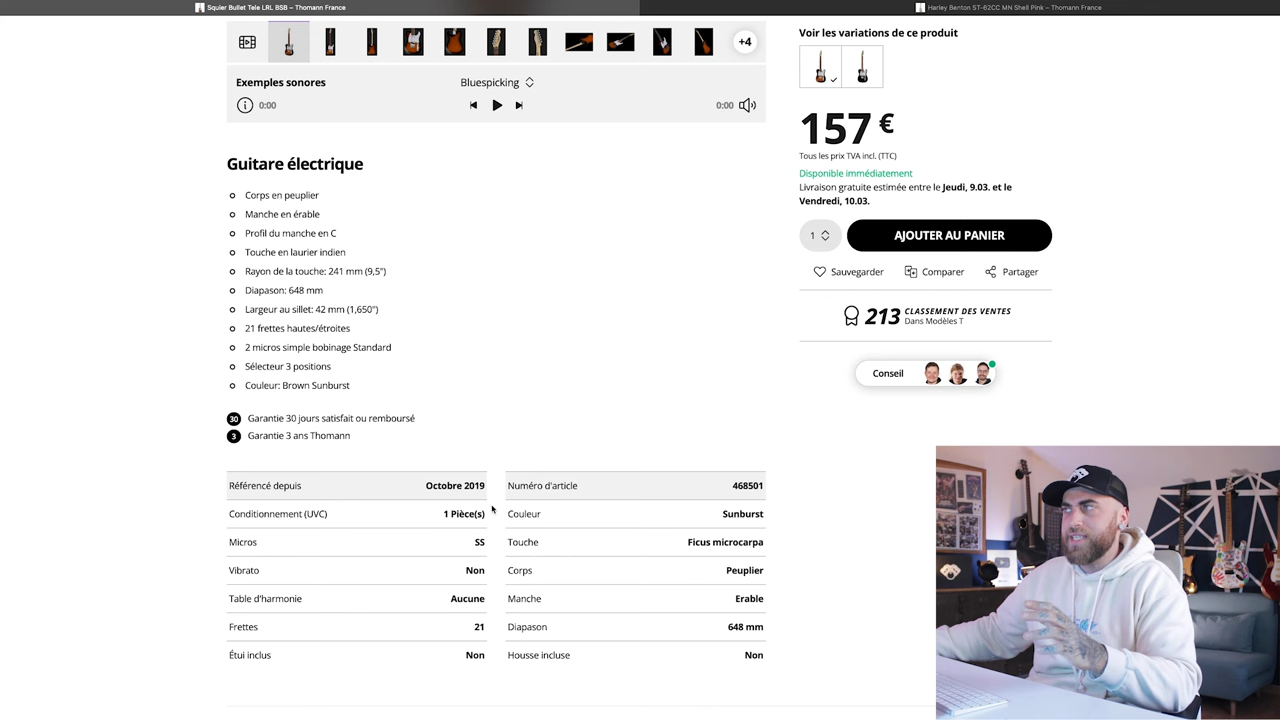 Squier Bullet Tele LRL BSB – Thomann France
Harley Benton ST-62CC MN Shell Pink – Thomann France
+4
Exemples sonores
Bluespicking
0:00
0:00
Guitare électrique
Corps en peuplier
Manche en érable
Profil du manche en C
Touche en laurier indien
Rayon de la touche: 241 mm (9,5")
Diapason: 648 mm
Largeur au sillet: 42 mm (1,650")
21 frettes hautes/étroites
2 micros simple bobinage Standard
Sélecteur 3 positions
Couleur: Brown Sunburst
30 Garantie 30 jours satisfait ou remboursé
3 Garantie 3 ans Thomann
Référencé depuis Octobre 2019
Conditionnement (UVC) 1 Pièce(s)
Micros SS
Vibrato Non
Table d'harmonie Aucune
Frettes 21
Étui inclus Non
Numéro d'article 468501
Couleur Sunburst
Touche Ficus microcarpa
Corps Peuplier
Manche Erable
Diapason 648 mm
Housse incluse Non
Voir les variations de ce produit
157 €
Tous les prix TVA incl. (TTC)
Disponible immédiatement
Livraison gratuite estimée entre le Jeudi, 9.03. et le
Vendredi, 10.03.
1
AJOUTER AU PANIER
Sauvegarder
Comparer
Partager
213 CLASSEMENT DES VENTES
Dans Modèles T
Conseil